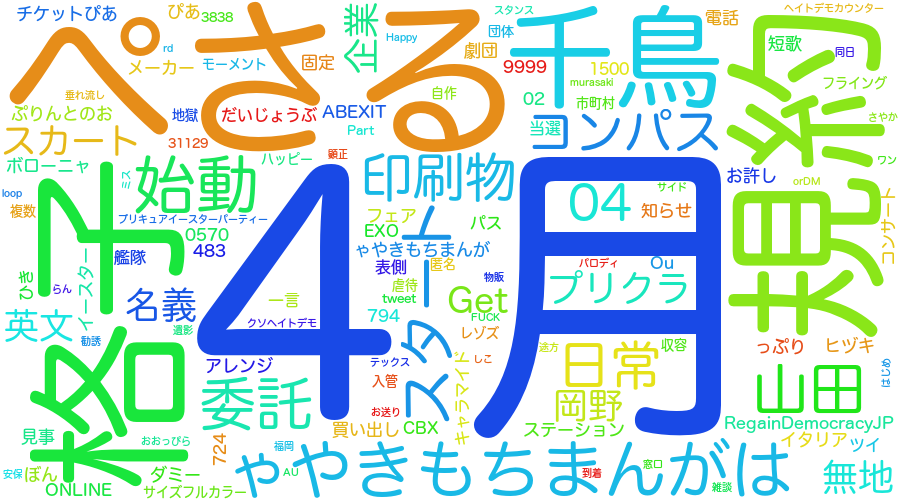 チケットぴあ
ぴあ
3838
rd
メーカー
ぺさる
モーメント
固定
企業
Happy
スタンス
団体
劇団
千鳥
9999
1500
murasaki
02
市町村
電話
ヘイトデモカウンター
短歌
同日
フライング
予約
さやか
垂れ流し
ぷりんとのお
スカート
地獄
だいじょうぶ
自作
ABEXIT
Part
当選
コンパス
31129
ボローニャ
ハッピー
顕正
始動
印刷物
お許し
ワン
loop
ミス
複数
プリキュアイースターパーティー
0570
483
艦隊
フェア
EXO
パス
ゃやきもちまんが
04
サイド
知らせ
orDM
表現
コンサート
格子
ひき
らん
イースター
名義
一言
4月
表側
匿名
虐待
tweet
物販
パロディ
Ou
プリクラ
Get
英文
勧誘
遠影
クソヘイトデモ
794
FUCK
レゾズ
スタート
途方
収容
っぷり
ヒヅキ
アレンジ
テックス
しこ
日常
はじめ
委託
入管
お送り
キャラマイド
岡野
山田
見事
おおっぴら
724
買い出し
CBX
ステーション
RegainDemocracyJP
安保
ぼん
ダミー
福岡
ゃやきもちまんがは
窓口
イタリア
ツイ
ONLINE
サイズフルカラー
AU
到着
雑談
無地